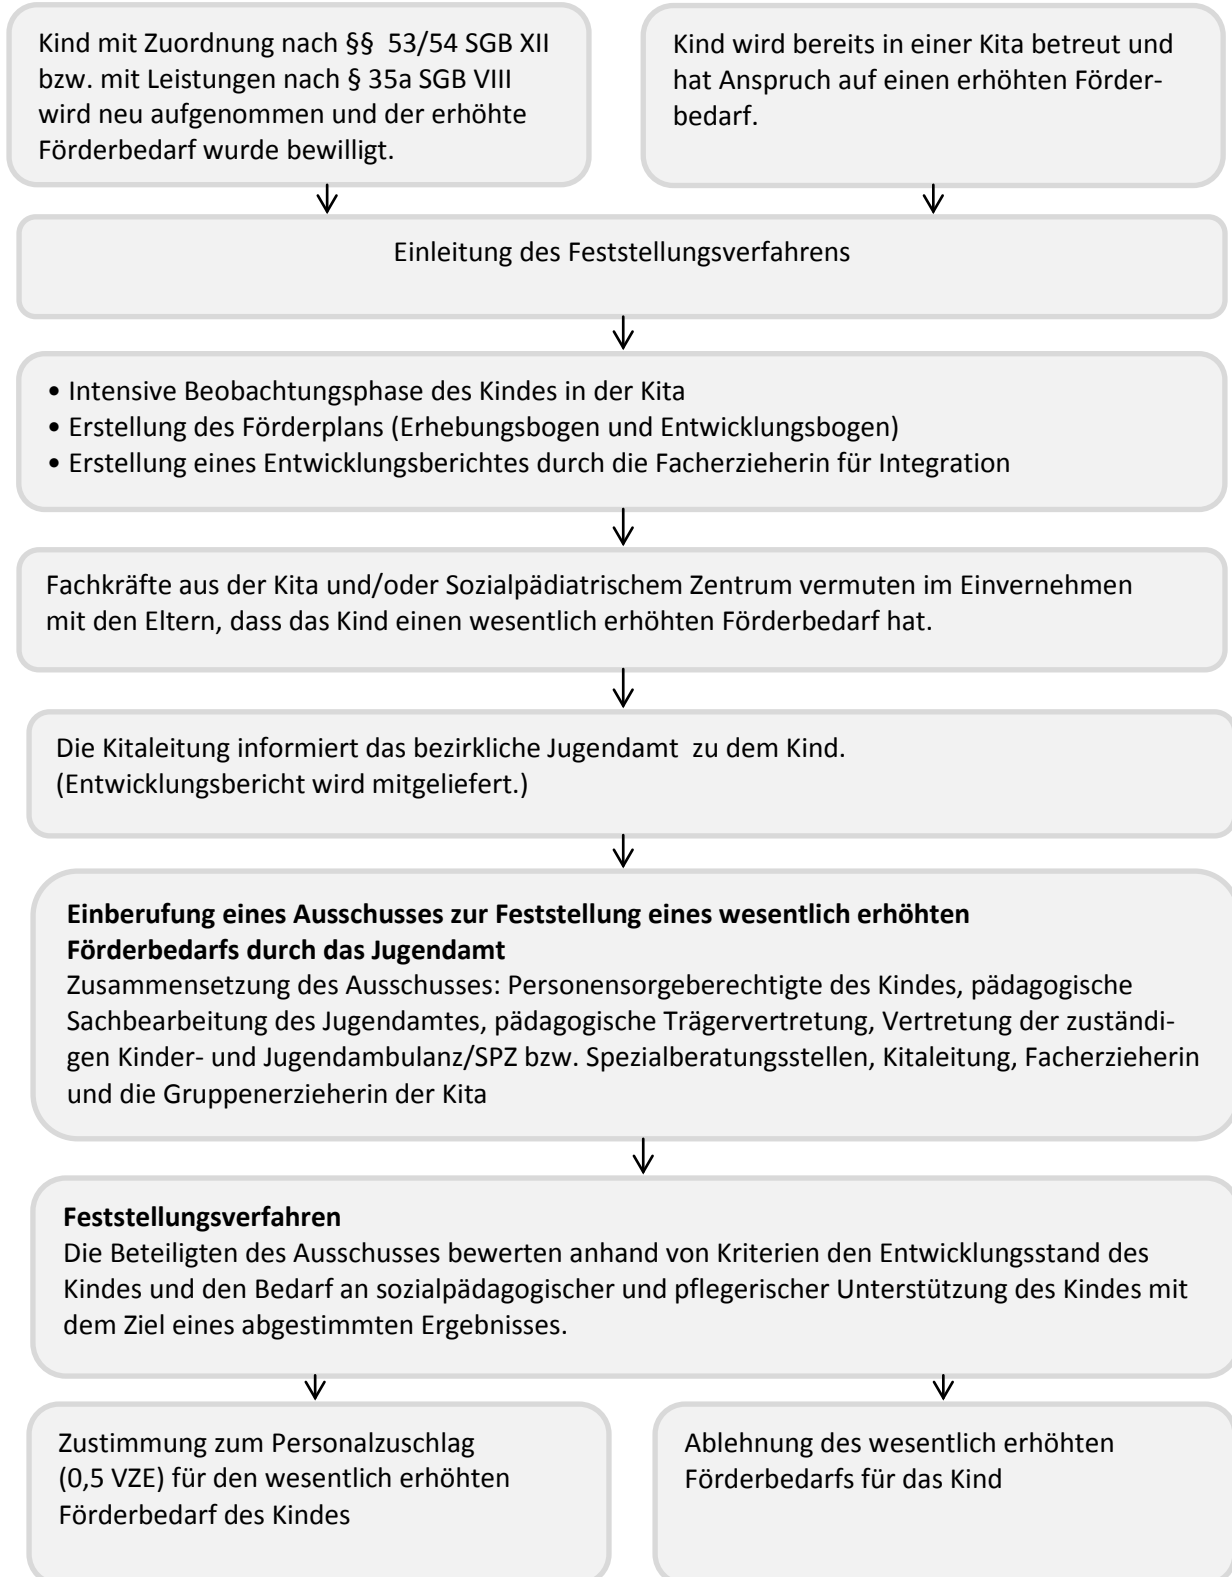 Kind mit Zuordnung nach §§ 53/54 SGB XII
bzw. mit Leistungen nach § 35a SGB VIII
wird neu aufgenommen und der erhöhte
Förderbedarf wurde bewilligt.
Kind wird bereits in einer Kita betreut und
hat Anspruch auf einen erhöhten Förder-
bedarf.
Einleitung des Feststellungsverfahrens
• Intensive Beobachtungsphase des Kindes in der Kita
• Erstellung des Förderplans (Erhebungsbogen und Entwicklungsbogen)
• Erstellung eines Entwicklungsberichtes durch die Facherzieherin für Integration
Fachkräfte aus der Kita und/oder Sozialpädiatrischem Zentrum vermuten im Einvernehmen
mit den Eltern, dass das Kind einen wesentlich erhöhten Förderbedarf hat.
Die Kitaleitung informiert das bezirkliche Jugendamt zu dem Kind.
(Entwicklungsbericht wird mitgeliefert.)
Einberufung eines Ausschusses zur Feststellung eines wesentlich erhöhten
Förderbedarfs durch das Jugendamt
Zusammensetzung des Ausschusses: Personensorgeberechtigte des Kindes, pädagogische
Sachbearbeitung des Jugendamtes, pädagogische Trägervertretung, Vertretung der zuständi-
gen Kinder- und Jugendambulanz/SPZ bzw. Spezialberatungsstellen, Kitaleitung, Facherzieherin
und die Gruppenerzieherin der Kita
Feststellungsverfahren
Die Beteiligten des Ausschusses bewerten anhand von Kriterien den Entwicklungsstand des
Kindes und den Bedarf an sozialpädagogischer und pflegerischer Unterstützung des Kindes mit
dem Ziel eines abgestimmten Ergebnisses.
Zustimmung zum Personalzuschlag
(0,5 VZE) für den wesentlich erhöhten
Förderbedarf des Kindes
Ablehnung des wesentlich erhöhten
Förderbedarfs für das Kind